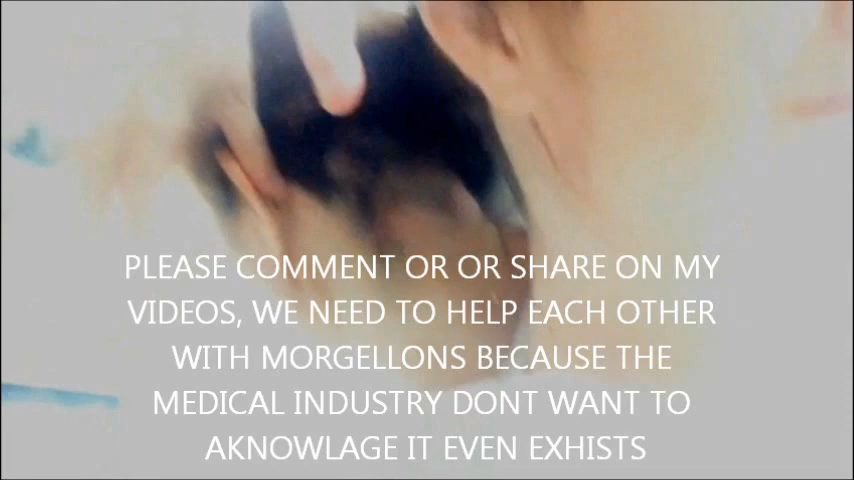 PLEASE COMMENT OR OR SHARE ON MY
VIDEOS, WE NEED TO HELP EACH OTHER
WITH MORGELLONS BECAUSE THE
MEDICAL INDUSTRY DONT WANT TO
AKNOWLAGE IT EVEN EXHISTS